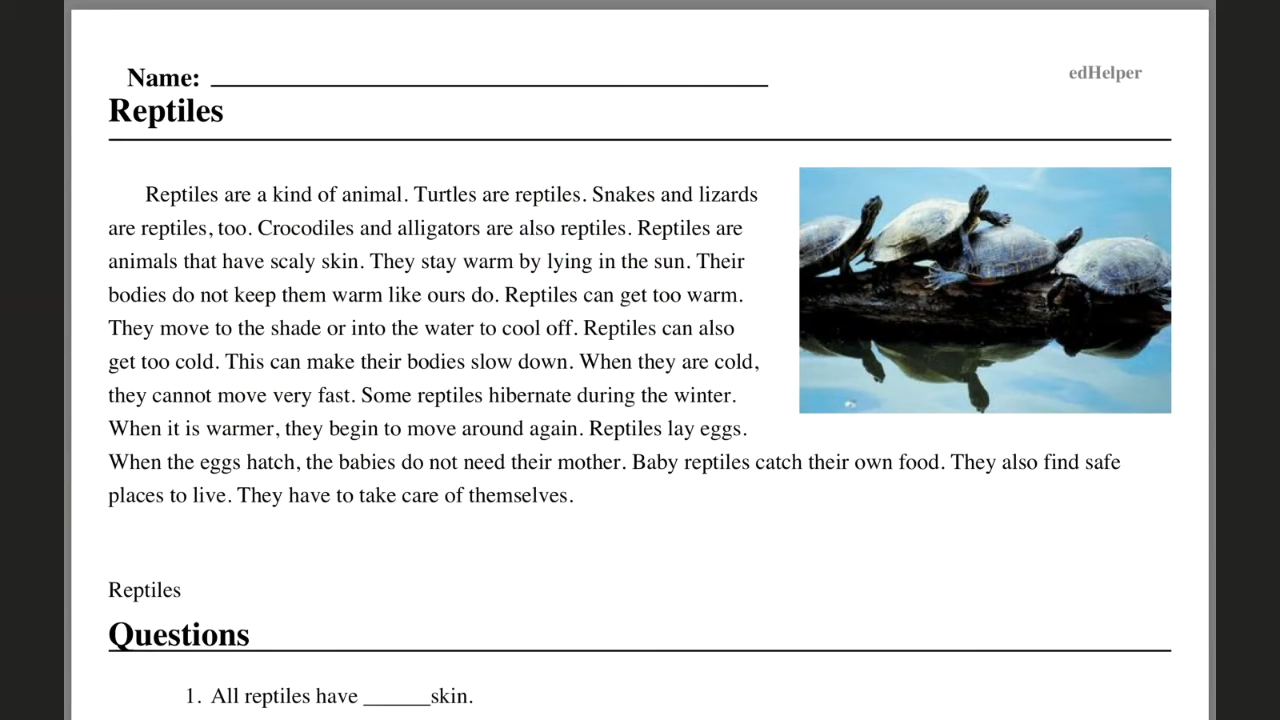 Name: ____________________
edHelper
Reptiles
Reptiles are a kind of animal. Turtles are reptiles. Snakes and lizards
are reptiles, too. Crocodiles and alligators are also reptiles. Reptiles are
animals that have scaly skin. They stay warm by lying in the sun. Their
bodies do not keep them warm like ours do. Reptiles can get too warm.
They move to the shade or into the water to cool off. Reptiles can also
get too cold. This can make their bodies slow down. When they are cold,
they cannot move very fast. Some reptiles hibernate during the winter.
When it is warmer, they begin to move around again. Reptiles lay eggs.
When the eggs hatch, the babies do not need their mother. Baby reptiles catch their own food. They also find safe
places to live. They have to take care of themselves.
Reptiles
Questions
1. All reptiles have ______skin.